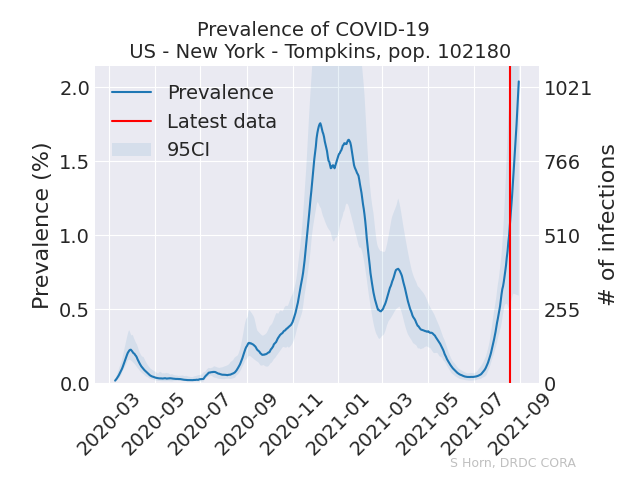 Prevalence of COVID-19
US - New York - Tompkins, pop. 102180
Prevalence
Latest data
95CI
Prevalence (%)
2.0
1.5
1.0
0.5
0.0
# of infections
1021
766
510
255
0
2020-03
2020-05
2020-07
2020-09
2020-11
2021-01
2021-03
2021-05
2021-07
2021-09
S Horn, DRDC CORA